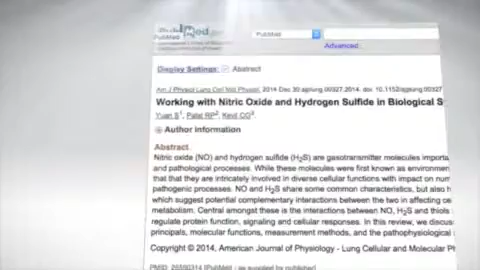 PubMed
PubMed
Advanced
Display Settings: Abstract
Am J Physiol Lung Cell Mol Physiol. 2014 Dec 30:ajplung.00327.2014. doi: 10.1152/ajplung.00327
Working with Nitric Oxide and Hydrogen Sulfide in Biological S
Yuan S1, Patel RP2, Kevil CG3.
Author information
Abstract
Nitric oxide (NO) and hydrogen sulfide (H2S) are gasotransmitter molecules importa
and pathological processes. While these molecules were first known as environmen
that that they are intricately involved in diverse cellular functions with impact on num
pathogenic processes. NO and H2S share some common characteristics, but also h
which suggest potential complementary interactions between the two in affecting ce
metabolism. Central amongst these is the interactions between NO, H2S and thiols
regulate protein function, signaling and cellular responses. In this review, we discus
principals, molecular functions, measurement methods, and the pathophysiological
Copyright © 2014, American Journal of Physiology - Lung Cellular and Molecular P
PMID: 25550314 [PubMed - as supplied by publisher]